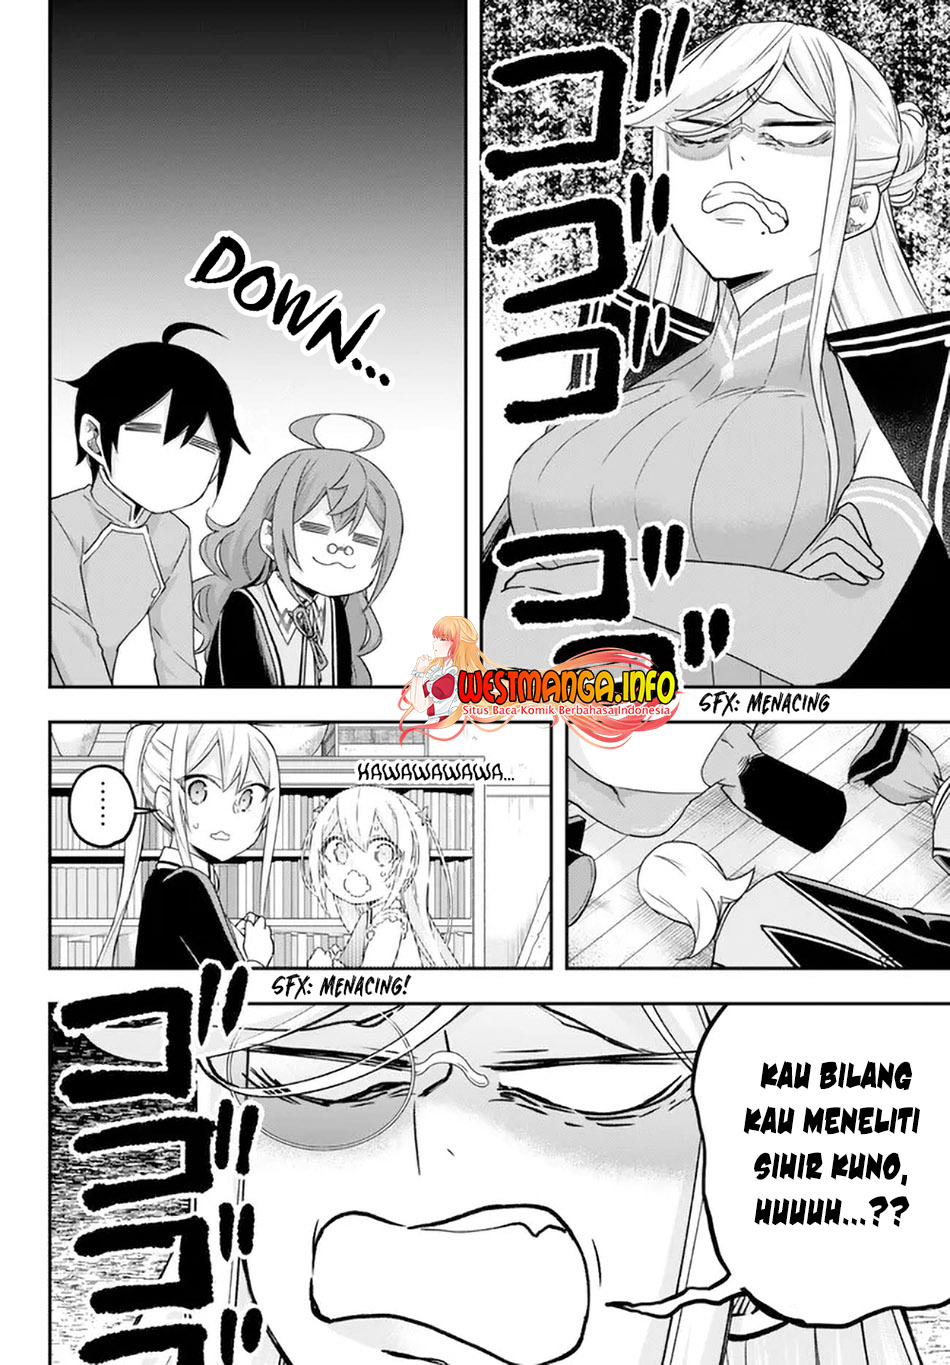 ゴゴゴゴ
SFX: MENACING
DOWN...
WESTMANGA.INFO
Situs Baca Komik Berbahasa Indonesia
......
HAWAWAWAWA...
SFX: MENACING!
ゴゴゴゴ
KAU BILANG
KAU MENELITI
SIHIR KUNO,
HUUUUH...??